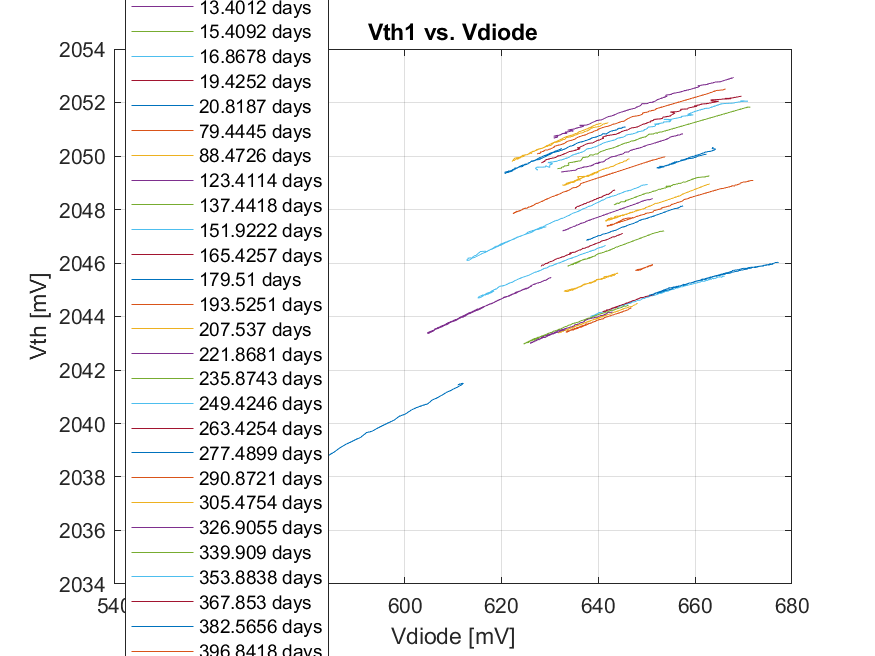 Vth1 vs. Vdiode
13.4012 days
15.4092 days
16.8678 days
19.4252 days
20.8187 days
79.4445 days
88.4726 days
123.4114 days
137.4418 days
151.9222 days
165.4257 days
179.51 days
193.5251 days
207.537 days
221.8681 days
235.8743 days
249.4246 days
263.4254 days
277.4899 days
290.8721 days
305.4754 days
326.9055 days
339.909 days
353.8838 days
367.853 days
382.5656 days
396.8418 days
2054
2052
2050
2048
2046
2044
2042
2040
2038
2036
2034
Vth [mV]
540
600
620
640
660
680
Vdiode [mV]